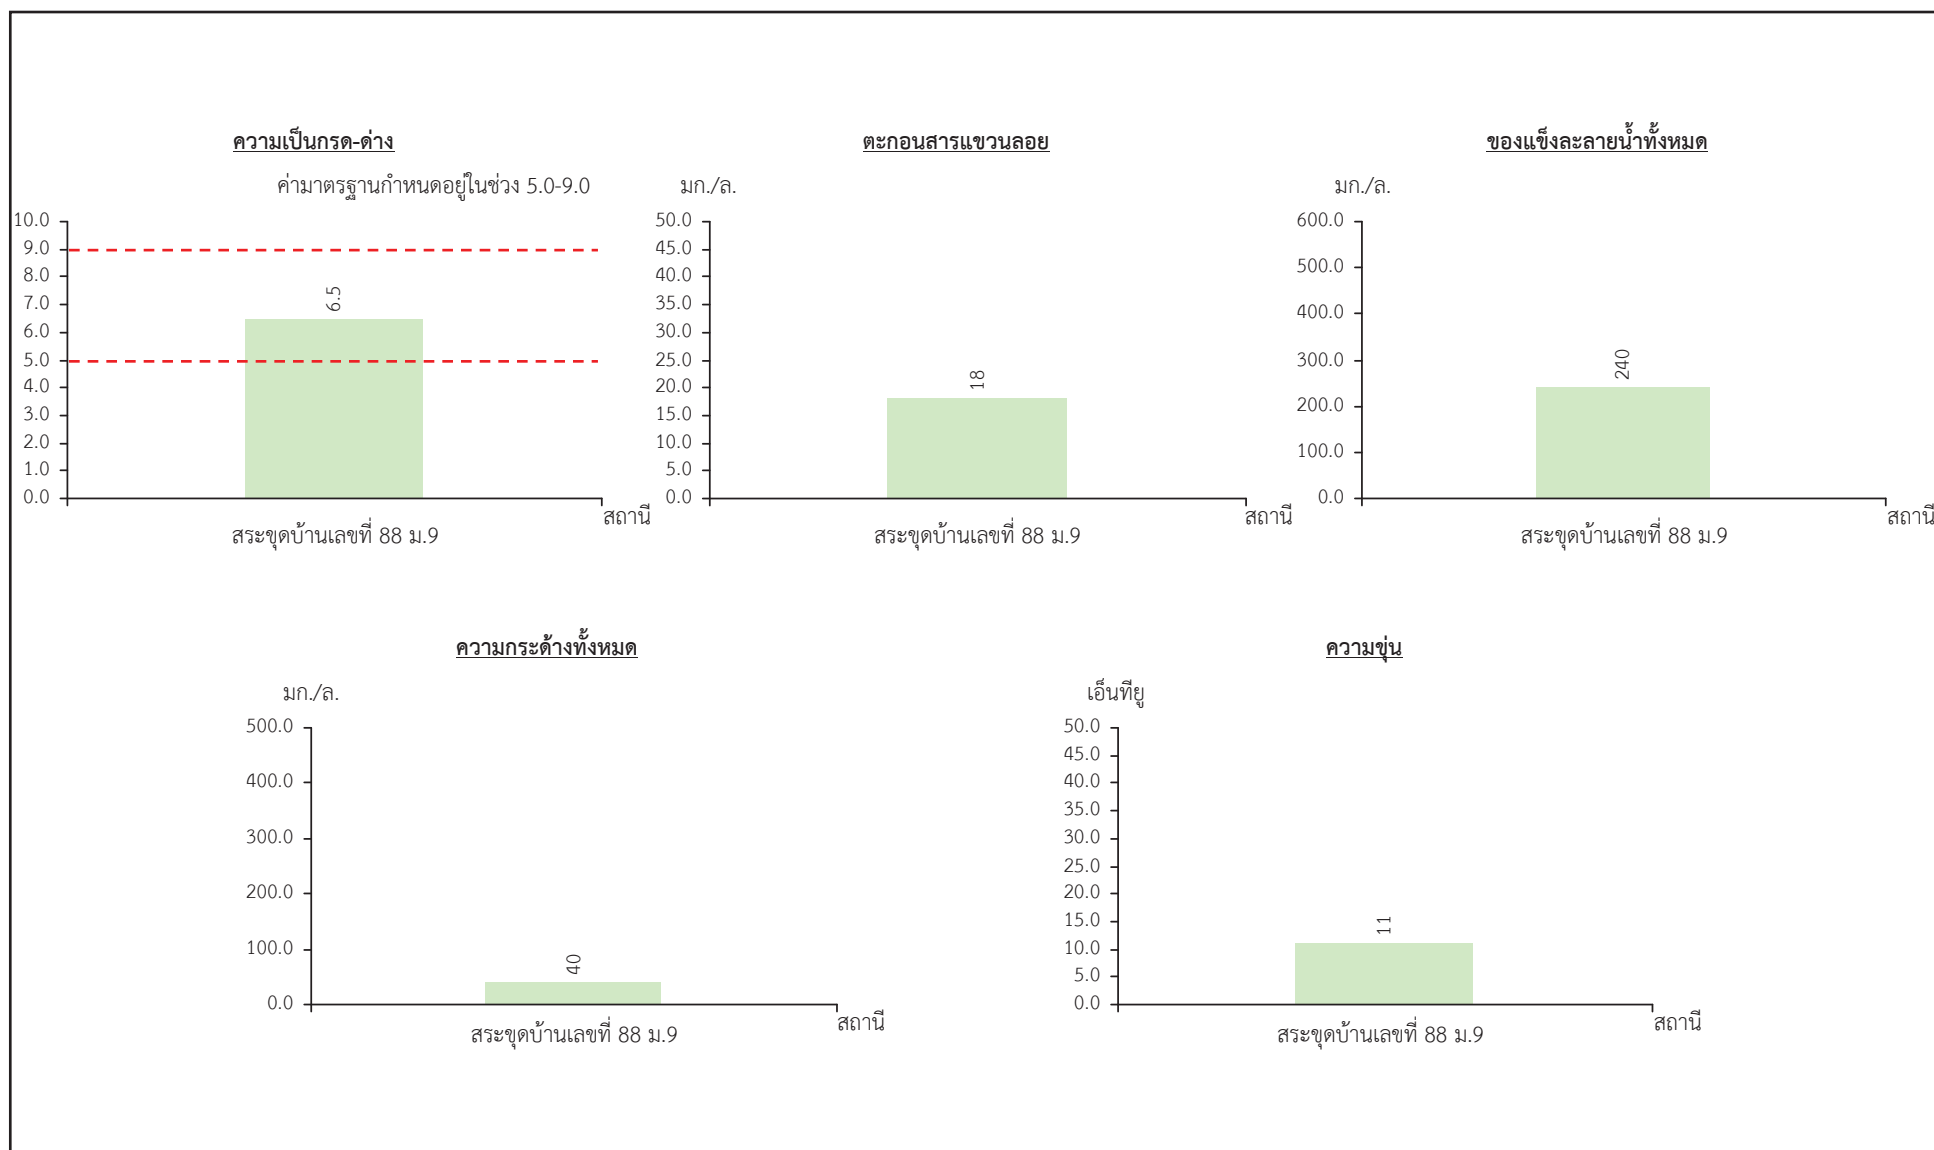 ความเป็นกรด-ด่าง
ค่ามาตรฐานกำหนดอยู่ในช่วง 5.0-9.0
10.0
9.0
8.0
7.0
6.0
5.0
4.0
3.0
2.0
1.0
0.0
6.5
สถานี
สระขุดบ้านเลขที่ 88 ม.9
ตะกอนสารแขวนลอย
มก./ล.
50.0
45.0
40.0
35.0
30.0
25.0
20.0
15.0
10.0
5.0
0.0
18
สถานี
สระขุดบ้านเลขที่ 88 ม.9
ของแข็งละลายน้ำทั้งหมด
มก./ล.
600.0
500.0
400.0
300.0
200.0
100.0
0.0
240
สถานี
สระขุดบ้านเลขที่ 88 ม.9
ความกระด้างทั้งหมด
มก./ล.
500.0
400.0
300.0
200.0
100.0
0.0
40
สถานี
สระขุดบ้านเลขที่ 88 ม.9
ความขุ่น
เอ็นทียู
50.0
45.0
40.0
35.0
30.0
25.0
20.0
15.0
10.0
5.0
0.0
11
สถานี
สระขุดบ้านเลขที่ 88 ม.9